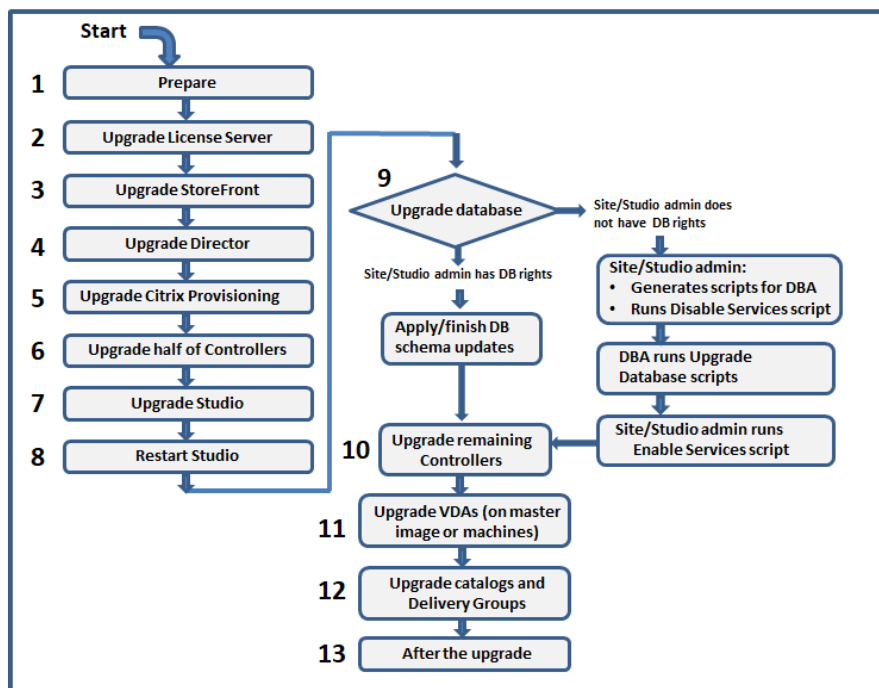 Start
1
Prepare
2
Upgrade License Server
3
Upgrade StoreFront
4
Upgrade Director
5
Upgrade Citrix Provisioning
6
Upgrade half of Controllers
7
Upgrade Studio
8
Restart Studio
9
Upgrade database
Site/Studio admin has DB rights
Apply/finish DB
schema updates
Site/Studio admin does
not have DB rights
Site/Studio admin:
• Generates scripts for DBA
• Runs Disable Services script
DBA runs Upgrade
Database scripts
Site/Studio admin runs
Enable Services script
10
Upgrade remaining
Controllers
11
Upgrade VDAs (on master
image or machines)
12
Upgrade catalogs and
Delivery Groups
13
After the upgrade